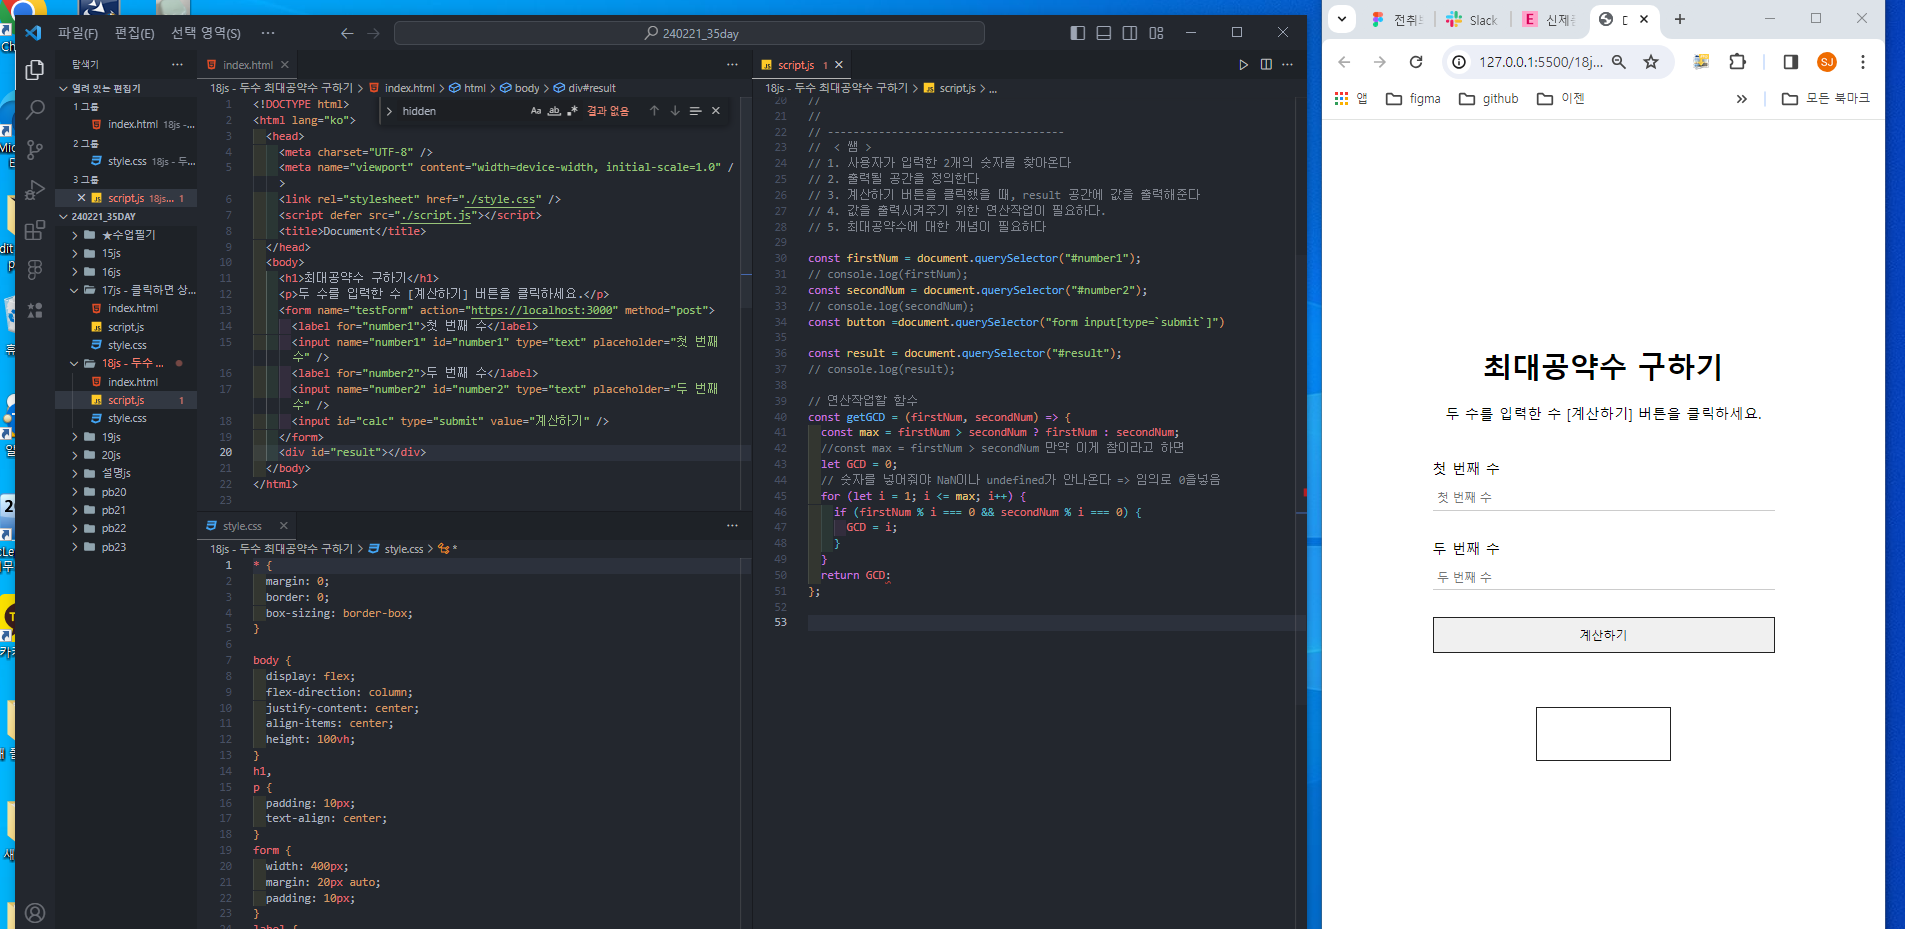 파일(F) 편집(E) 선택 영역(S) ··· 240221_35day
탐색기 ···
열려 있는 편집기
1 그룹
index.html 18js -...
2 그룹
style.css 18js - 두...
3 그룹
script.js 18js... 1
240221_35DAY
★수업필기
15js
16js
17js - 클릭하면 상...
index.html
script.js
style.css
18js - 두수 ...
index.html
script.js 1
style.css
19js
20js
설명js
pb20
pb21
pb22
pb23
index.html
18js - 두수 최대공약수 구하기 > index.html > html > body > div#result
hidden Aa ab .* 결과 없음
1 <!DOCTYPE html>
2 <html lang="ko">
3 <head>
4 <meta charset="UTF-8" />
5 <meta name="viewport" content="width=device-width, initial-scale=1.0" /
>
6 <link rel="stylesheet" href="./style.css" />
7 <script defer src="./script.js"></script>
8 <title>Document</title>
9 </head>
10 <body>
11 <h1>최대공약수 구하기</h1>
12 <p>두 수를 입력한 수 [계산하기] 버튼을 클릭하세요.</p>
13 <form name="testForm" action="https://localhost:3000" method="post">
14 <label for="number1">첫 번째 수</label>
15 <input name="number1" id="number1" type="text" placeholder="첫 번째
수" />
16 <label for="number2">두 번째 수</label>
17 <input name="number2" id="number2" type="text" placeholder="두 번째
수" />
18 <input id="calc" type="submit" value="계산하기" />
19 </form>
20 <div id="result"></div>
21 </body>
22 </html>
23
style.css
18js - 두수 최대공약수 구하기 > style.css > *
1 * {
2 margin: 0;
3 border: 0;
4 box-sizing: border-box;
5 }
6
7 body {
8 display: flex;
9 flex-direction: column;
10 justify-content: center;
11 align-items: center;
12 height: 100vh;
13 }
14 h1,
15 p {
16 padding: 10px;
17 text-align: center;
18 }
19 form {
20 width: 400px;
21 margin: 20px auto;
22 padding: 10px;
23 }
24 label {
script.js 1
18js - 두수 최대공약수 구하기 > script.js > ...
20 //
21 //
22 // -------------------------------------
23 // < 쌤 >
24 // 1. 사용자가 입력한 2개의 숫자를 찾아온다
25 // 2. 출력될 공간을 정의한다
26 // 3. 계산하기 버튼을 클릭했을 때, result 공간에 값을 출력해준다
27 // 4. 값을 출력시켜주기 위한 연산작업이 필요하다.
28 // 5. 최대공약수에 대한 개념이 필요하다
29
30 const firstNum = document.querySelector("#number1");
31 // console.log(firstNum);
32 const secondNum = document.querySelector("#number2");
33 // console.log(secondNum);
34 const button =document.querySelector("form input[type=`submit`]")
35
36 const result = document.querySelector("#result");
37 // console.log(result);
38
39 // 연산작업할 함수
40 const getGCD = (firstNum, secondNum) => {
41 const max = firstNum > secondNum ? firstNum : secondNum;
42 //const max = firstNum > secondNum 만약 이게 참이라고 하면
43 let GCD = 0;
44 // 숫자를 넣어줘야 NaN이나 undefined가 안나온다 => 임의로 0을넣음
45 for (let i = 1; i <= max; i++) {
46 if (firstNum % i === 0 && secondNum % i === 0) {
47 GCD = i;
48 }
49 }
50 return GCD:
51 };
52
53
전취 Slack 신제 D
127.0.0.1:5500/18j... SJ
앱 figma github 이젠 » 모든 북마크
최대공약수 구하기
두 수를 입력한 수 [계산하기] 버튼을 클릭하세요.
첫 번째 수
첫 번째 수
두 번째 수
두 번째 수
계산하기